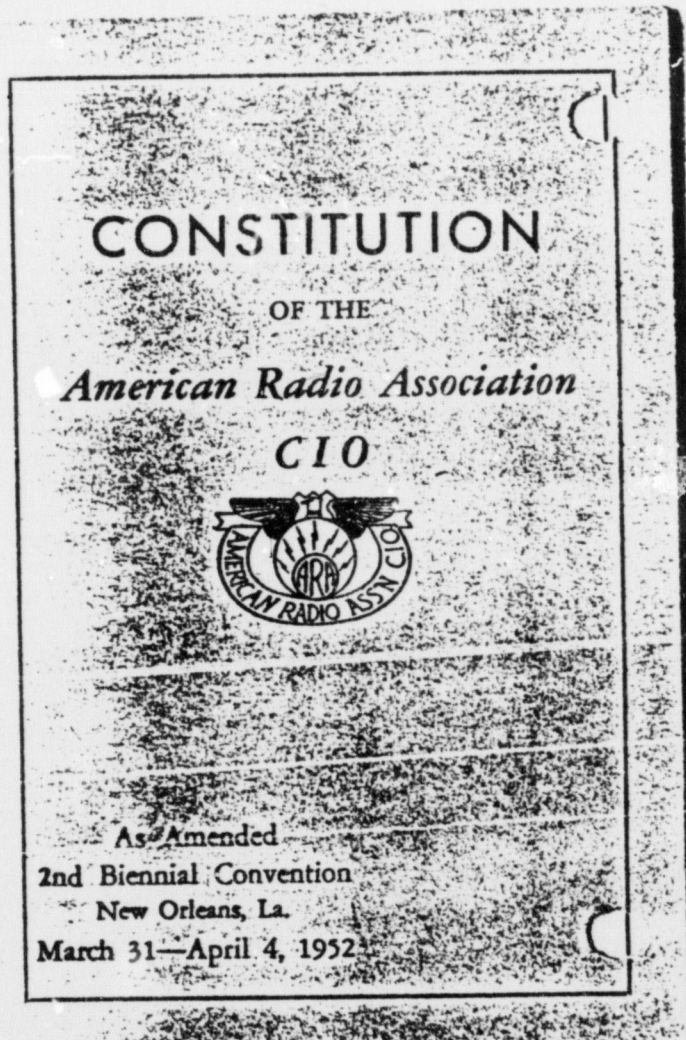 CONSTITUTION
OF THE
American Radio Association
CIO
ARA
AMERICAN RADIO ASS'N CIO
As Amended
2nd Biennial Convention
New Orleans, La.
March 31—April 4, 1952